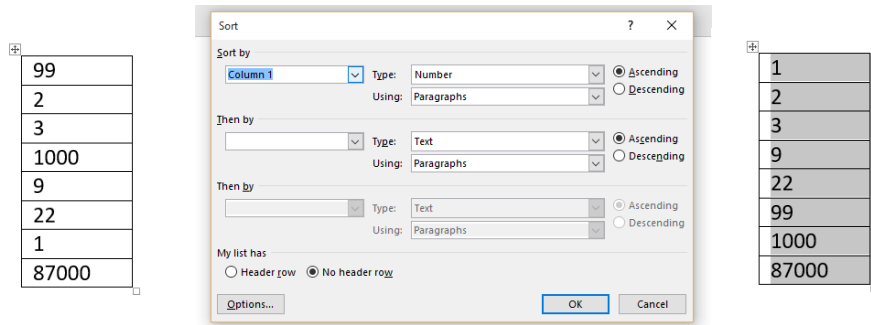 99
2
3
1000
9
22
1
87000
Sort ? X
Sort by
Column 1 Type: Number Ascending
Using: Paragraphs Descending
Then by
Type: Text Ascending
Using: Paragraphs Descending
Then by
Type: Text Ascending
Using: Paragraphs Descending
My list has
Header row No header row
Options... OK Cancel
1
2
3
9
22
99
1000
87000